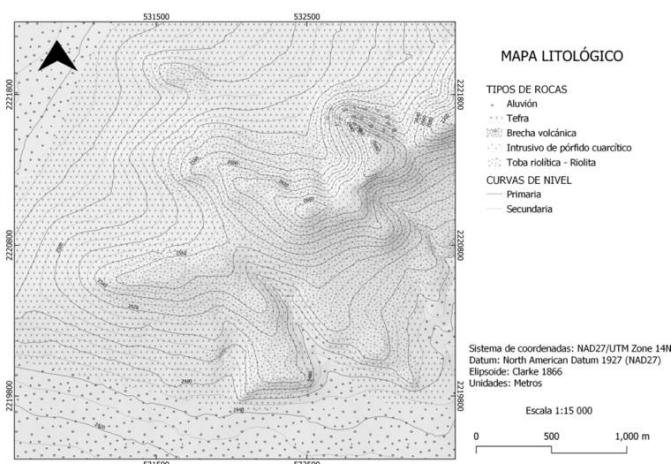 531500
532500
MAPA LITOLÓGICO
TIPOS DE ROCAS
Aluvión
Tefra
Brecha volcánica
Intrusivo de pórfido cuarcítico
Toba riolítica - Riolita
CURVAS DE NIVEL
Primaria
Secundaria
2221800
2221800
2220800
2220800
2219800
2219800
Sistema de coordenadas: NAD27/UTM Zone 14N
Datum: North American Datum 1927 (NAD27)
Elipsoide: Clarke 1866
Unidades: Metros
Escala 1:15 000
0 500 1,000 m
531500
532500